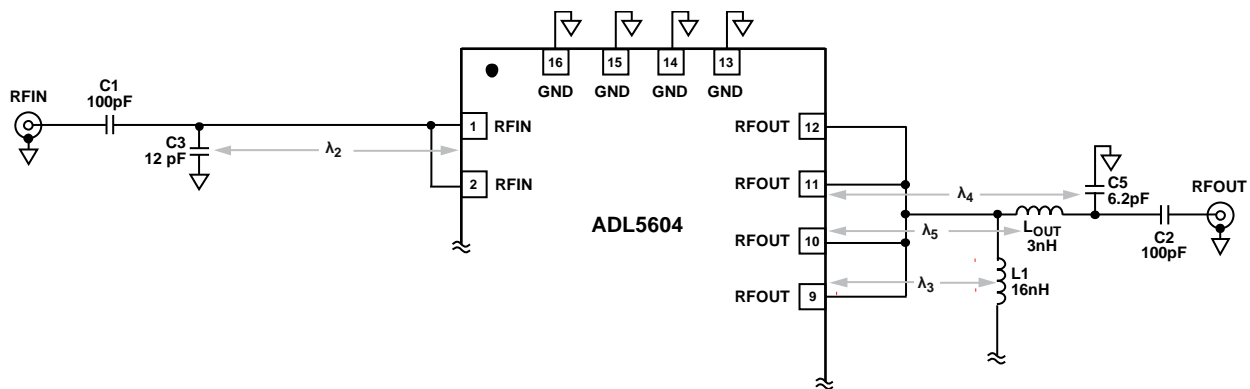 16
15
14
13
GND
GND
GND
GND
RFIN
C1
100pF
C3
12 pF
λ2
1
RFIN
2
RFIN
ADL5604
RFOUT
12
RFOUT
11
RFOUT
10
RFOUT
9
λ4
λ5
λ3
LOUT
3nH
L1
16nH
C5
6.2pF
C2
100pF
RFOUT